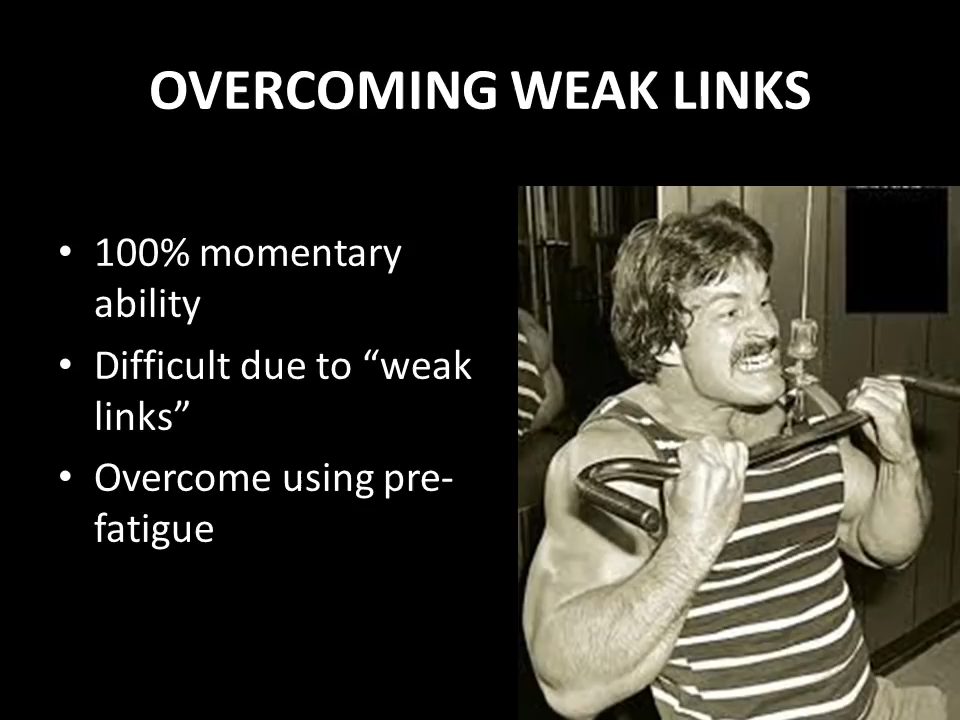 OVERCOMING WEAK LINKS
• 100% momentary
ability
• Difficult due to “weak
links”
• Overcome using pre-
fatigue